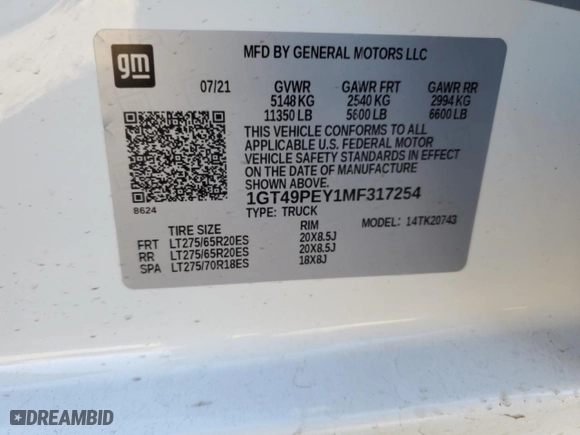 gm
MFD BY GENERAL MOTORS LLC
07/21 GVWR GAWR FRT GAWR RR
5148 KG 2540 KG 2994 KG
11350 LB 5600 LB 6600 LB
THIS VEHICLE CONFORMS TO ALL
APPLICABLE U.S. FEDERAL MOTOR
VEHICLE SAFETY STANDARDS IN EFFECT
ON THE DATE OF MANUFACTURE
SHOWN ABOVE.
8624
1GT49PEY1MF317254
TYPE: TRUCK MODEL: 14TK20743
TIRE SIZE RIM
FRT LT275/65R20ES 20X8.5J
RR LT275/65R20ES 20X8.5J
SPA LT275/70R18ES 18X8J
DREAMBID